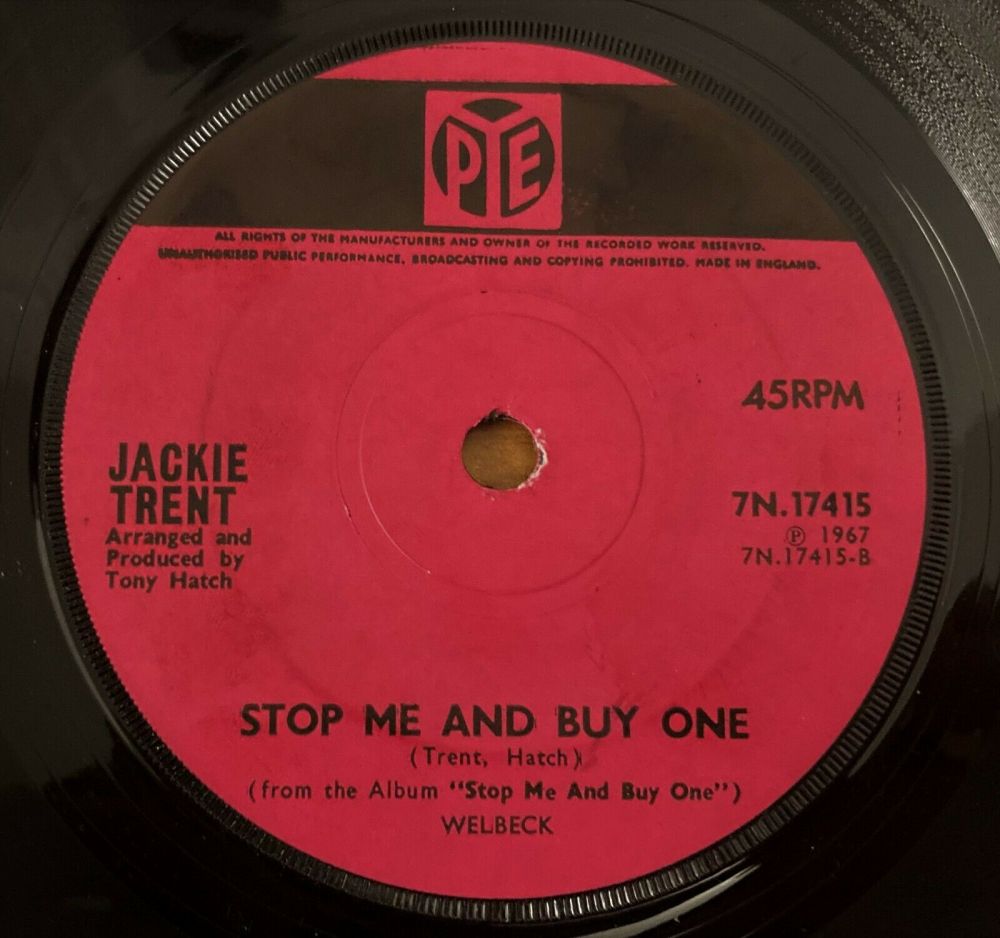 PYE
ALL RIGHTS OF THE MANUFACTURERS AND OWNER OF THE RECORDED WORK RESERVED.
UNAUTHORISED PUBLIC PERFORMANCE, BROADCASTING AND COPYING PROHIBITED. MADE IN ENGLAND.
45RPM
JACKIE
TRENT
Arranged and
Produced by
Tony Hatch
7N.17415
Ⓟ 1967
7N.17415-B
STOP ME AND BUY ONE
(Trent, Hatch)
(from the Album "Stop Me And Buy One")
WELBECK